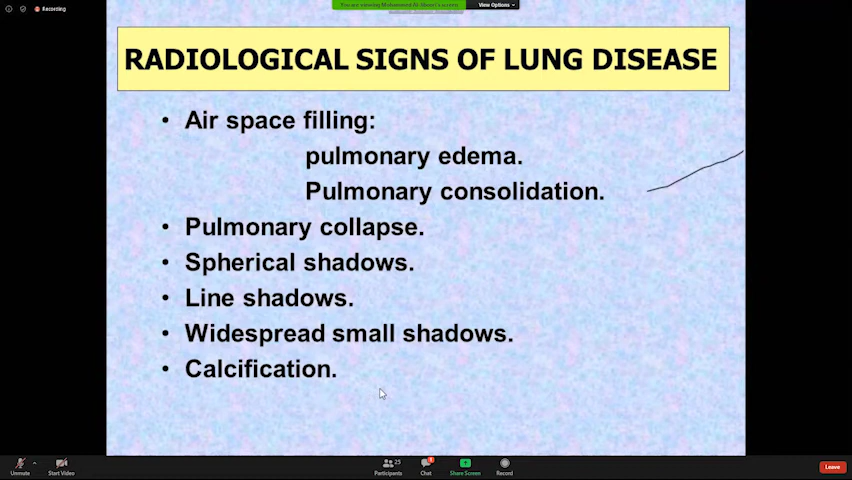 Recording
View Options
RADIOLOGICAL SIGNS OF LUNG DISEASE
• Air space filling:
pulmonary edema.
Pulmonary consolidation.
• Pulmonary collapse.
• Spherical shadows.
• Line shadows.
• Widespread small shadows.
• Calcification.
Unmute
Start Video
25
Participants
Chat
Share Screen
Record
Leave